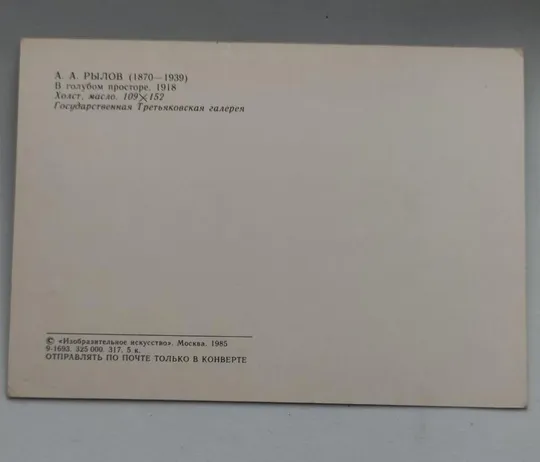 А. А. РЫЛОВ (1870—1939)
В голубом просторе. 1918
Холст, масло. 109×152
Государственная Третьяковская галерея
© «Изобразительное искусство». Москва. 1985
9-1693. 325 000. 317. 5 к.
ОТПРАВЛЯТЬ ПО ПОЧТЕ ТОЛЬКО В КОНВЕРТЕ